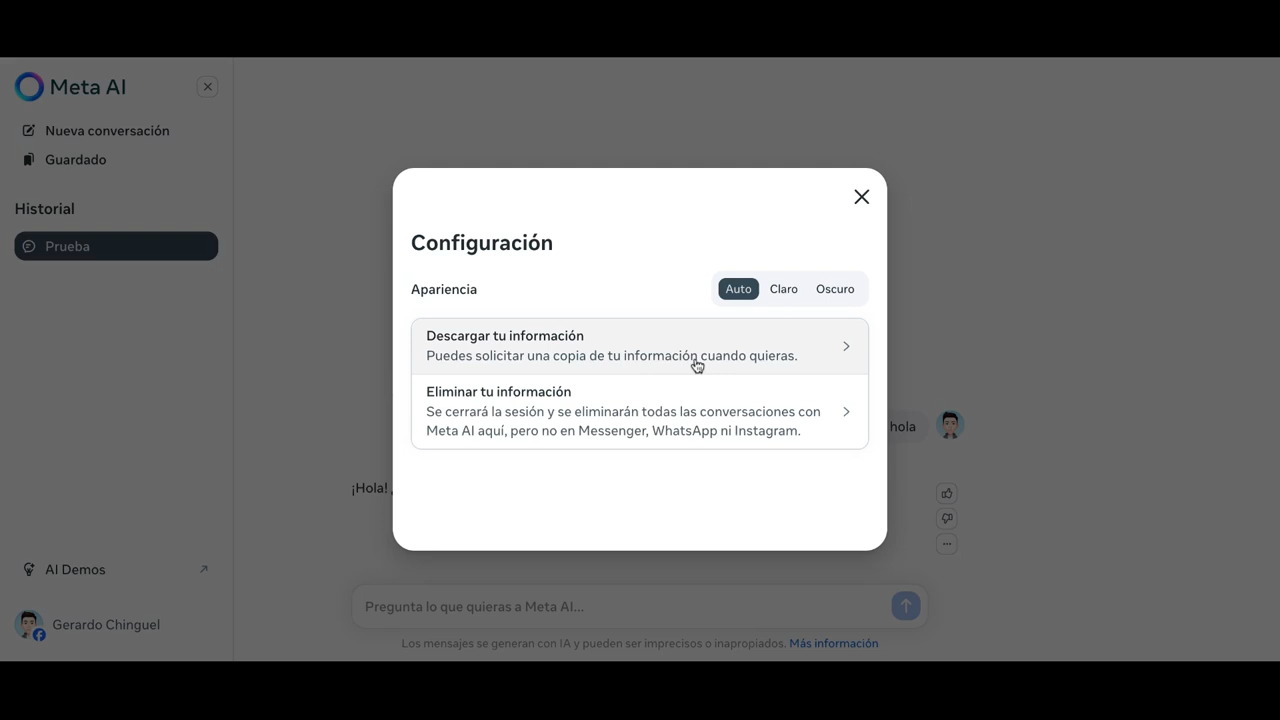 Meta AI
Nueva conversación
Guardado
Historial
Prueba
Configuración
Apariencia
Auto
Claro
Oscuro
Descargar tu información
Puedes solicitar una copia de tu información cuando quieras.
Eliminar tu información
Se cerrará la sesión y se eliminarán todas las conversaciones con
Meta AI aquí, pero no en Messenger, WhatsApp ni Instagram.
hola
¡Hola!
AI Demos
Gerardo Chinguel
Pregunta lo que quieras a Meta AI...
Los mensajes se generan con IA y pueden ser imprecisos o inapropiados. Más información